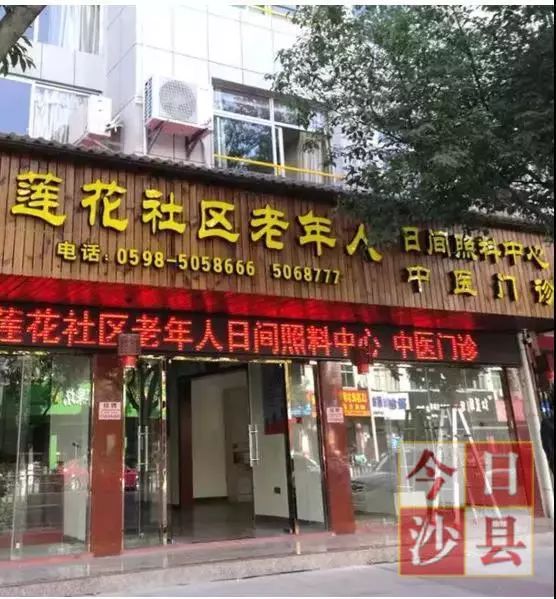 莲花社区老年人 日间照料中心
中医门诊
电话:0598-5058666 5068777
莲花社区老年人日间照料中心 中医门诊
今日
沙县